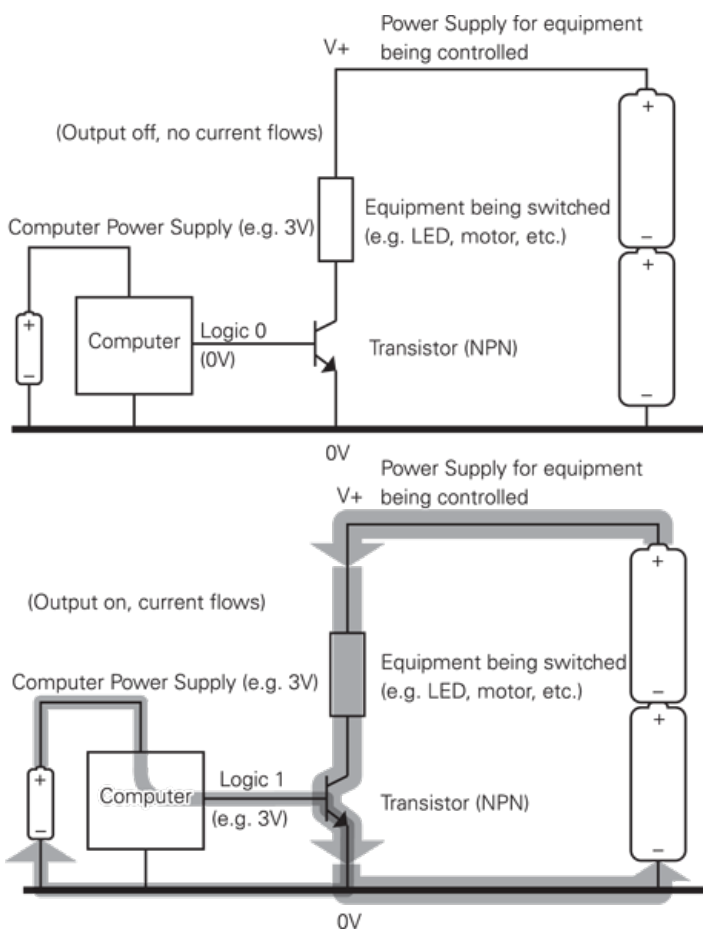 Power Supply for equipment
V+ being controlled
+
(Output off, no current flows)
Equipment being switched
Computer Power Supply (e.g. 3V) (e.g. LED, motor, etc.)
−
+
+
Computer
Logic 0
(0V)
Transistor (NPN)
−
−
0V
Power Supply for equipment
V+ being controlled
+
(Output on, current flows)
Equipment being switched
Computer Power Supply (e.g. 3V) (e.g. LED, motor, etc.)
−
+
+
Logic 1
Computer
(e.g. 3V)
Transistor (NPN)
−
−
0V